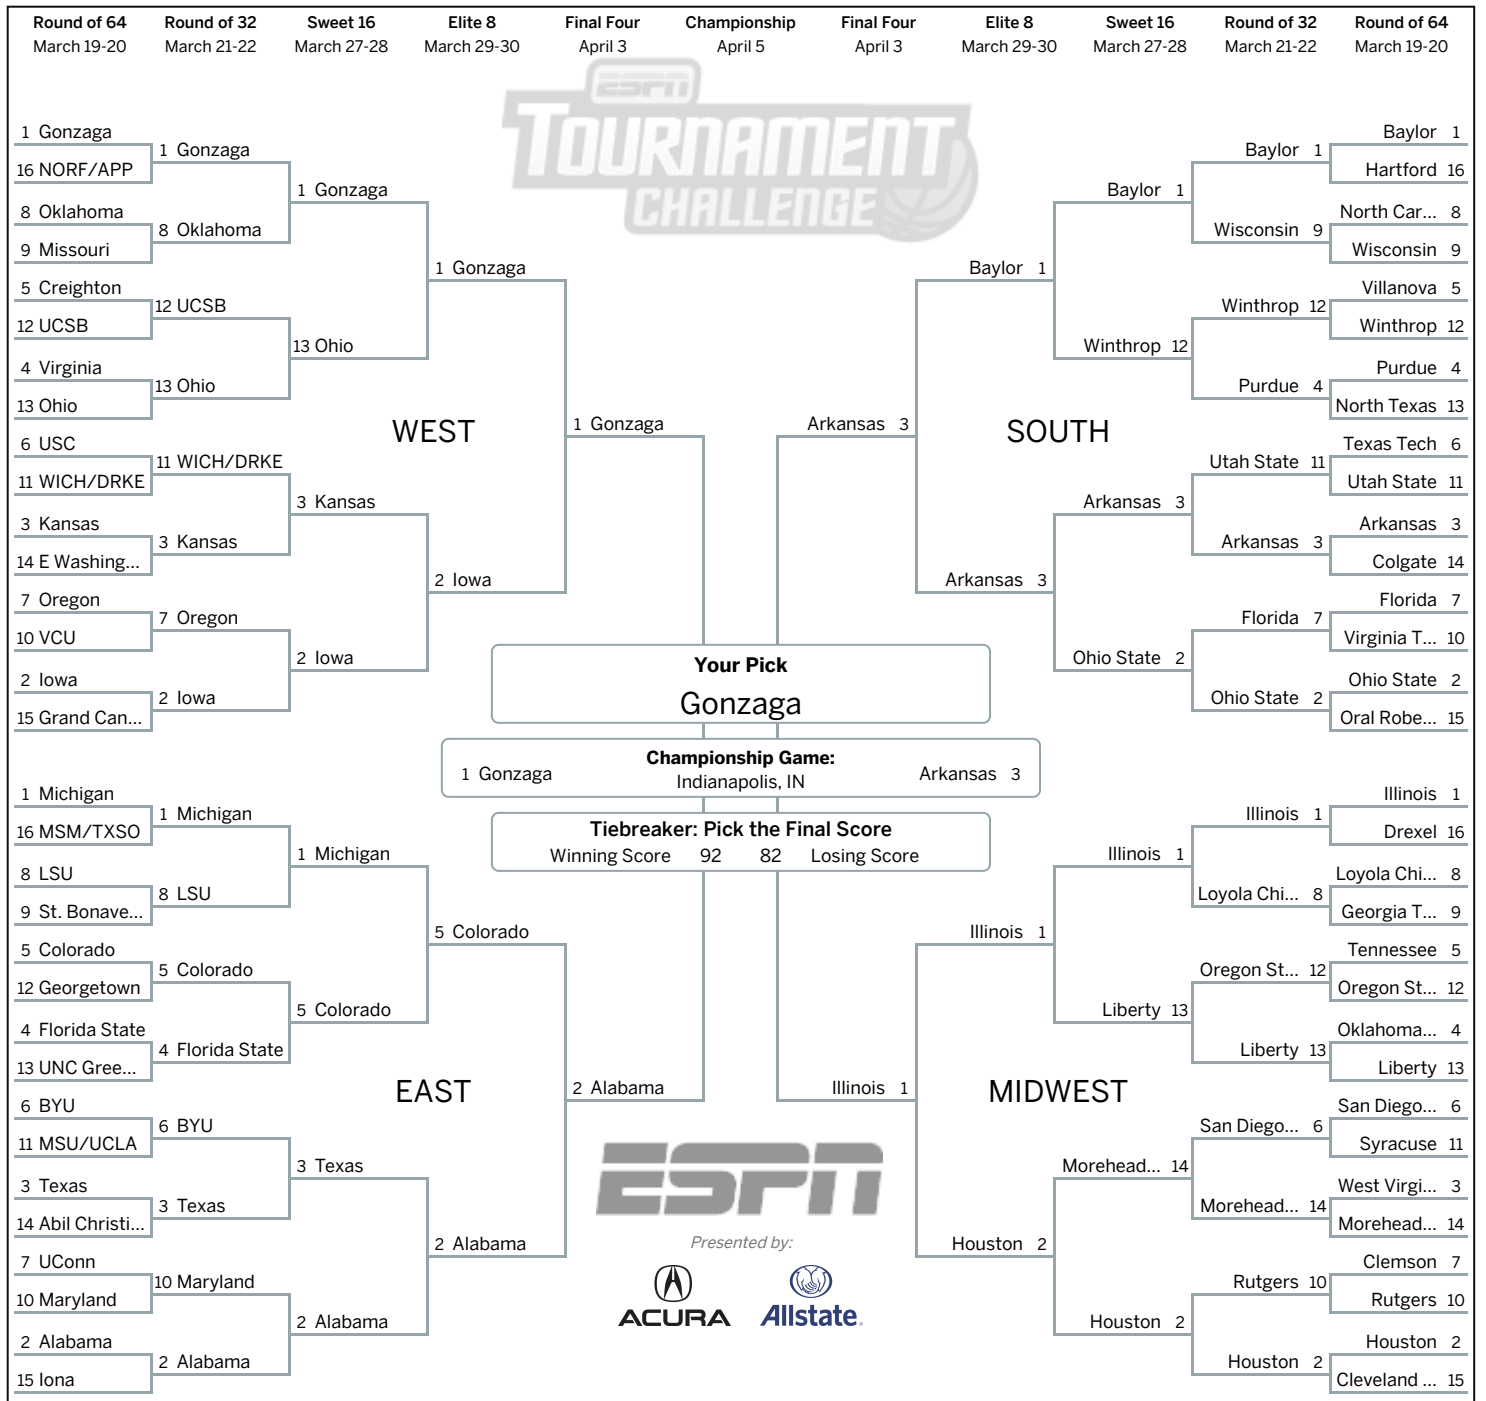 Round of 64 Round of 32 Sweet 16 Elite 8 Final Four Championship Final Four Elite 8 Sweet 16 Round of 32 Round of 64
March 19-20 March 21-22 March 27-28 March 29-30 April 3 April 5 April 3 March 29-30 March 27-28 March 21-22 March 19-20
ESPN
TOURNAMENT
CHALLENGE
1 Gonzaga
16 NORF/APP
8 Oklahoma
9 Missouri
5 Creighton
12 UCSB
4 Virginia
13 Ohio
6 USC
11 WICH/DRKE
3 Kansas
14 E Washing...
7 Oregon
10 VCU
2 Iowa
15 Grand Can...
1 Gonzaga
8 Oklahoma
12 UCSB
13 Ohio
11 WICH/DRKE
3 Kansas
7 Oregon
2 Iowa
1 Gonzaga
13 Ohio
3 Kansas
2 Iowa
1 Gonzaga
2 Iowa
1 Gonzaga
WEST
Baylor 1
Hartford 16
North Car... 8
Wisconsin 9
Villanova 5
Winthrop 12
Purdue 4
North Texas 13
Texas Tech 6
Utah State 11
Arkansas 3
Colgate 14
Florida 7
Virginia T... 10
Ohio State 2
Oral Robe... 15
Baylor 1
Wisconsin 9
Winthrop 12
Purdue 4
Utah State 11
Arkansas 3
Florida 7
Ohio State 2
Baylor 1
Winthrop 12
Arkansas 3
Ohio State 2
Baylor 1
Arkansas 3
Arkansas 3
SOUTH
Your Pick
Gonzaga
Championship Game:
1 Gonzaga Indianapolis, IN Arkansas 3
Tiebreaker: Pick the Final Score
Winning Score 92 82 Losing Score
1 Michigan
16 MSM/TXSO
8 LSU
9 St. Bonave...
5 Colorado
12 Georgetown
4 Florida State
13 UNC Gree...
6 BYU
11 MSU/UCLA
3 Texas
14 Abil Christi...
7 UConn
10 Maryland
2 Alabama
15 Iona
1 Michigan
8 LSU
5 Colorado
4 Florida State
6 BYU
3 Texas
10 Maryland
2 Alabama
1 Michigan
5 Colorado
3 Texas
2 Alabama
5 Colorado
2 Alabama
2 Alabama
EAST
Illinois 1
Drexel 16
Loyola Chi... 8
Georgia T... 9
Tennessee 5
Oregon St... 12
Oklahoma... 4
Liberty 13
San Diego... 6
Syracuse 11
West Virgi... 3
Morehead... 14
Clemson 7
Rutgers 10
Houston 2
Cleveland ... 15
Illinois 1
Loyola Chi... 8
Oregon St... 12
Liberty 13
San Diego... 6
Morehead... 14
Rutgers 10
Houston 2
Illinois 1
Liberty 13
Morehead... 14
Houston 2
Illinois 1
Houston 2
Illinois 1
MIDWEST
ESPN
Presented by:
ACURA Allstate.